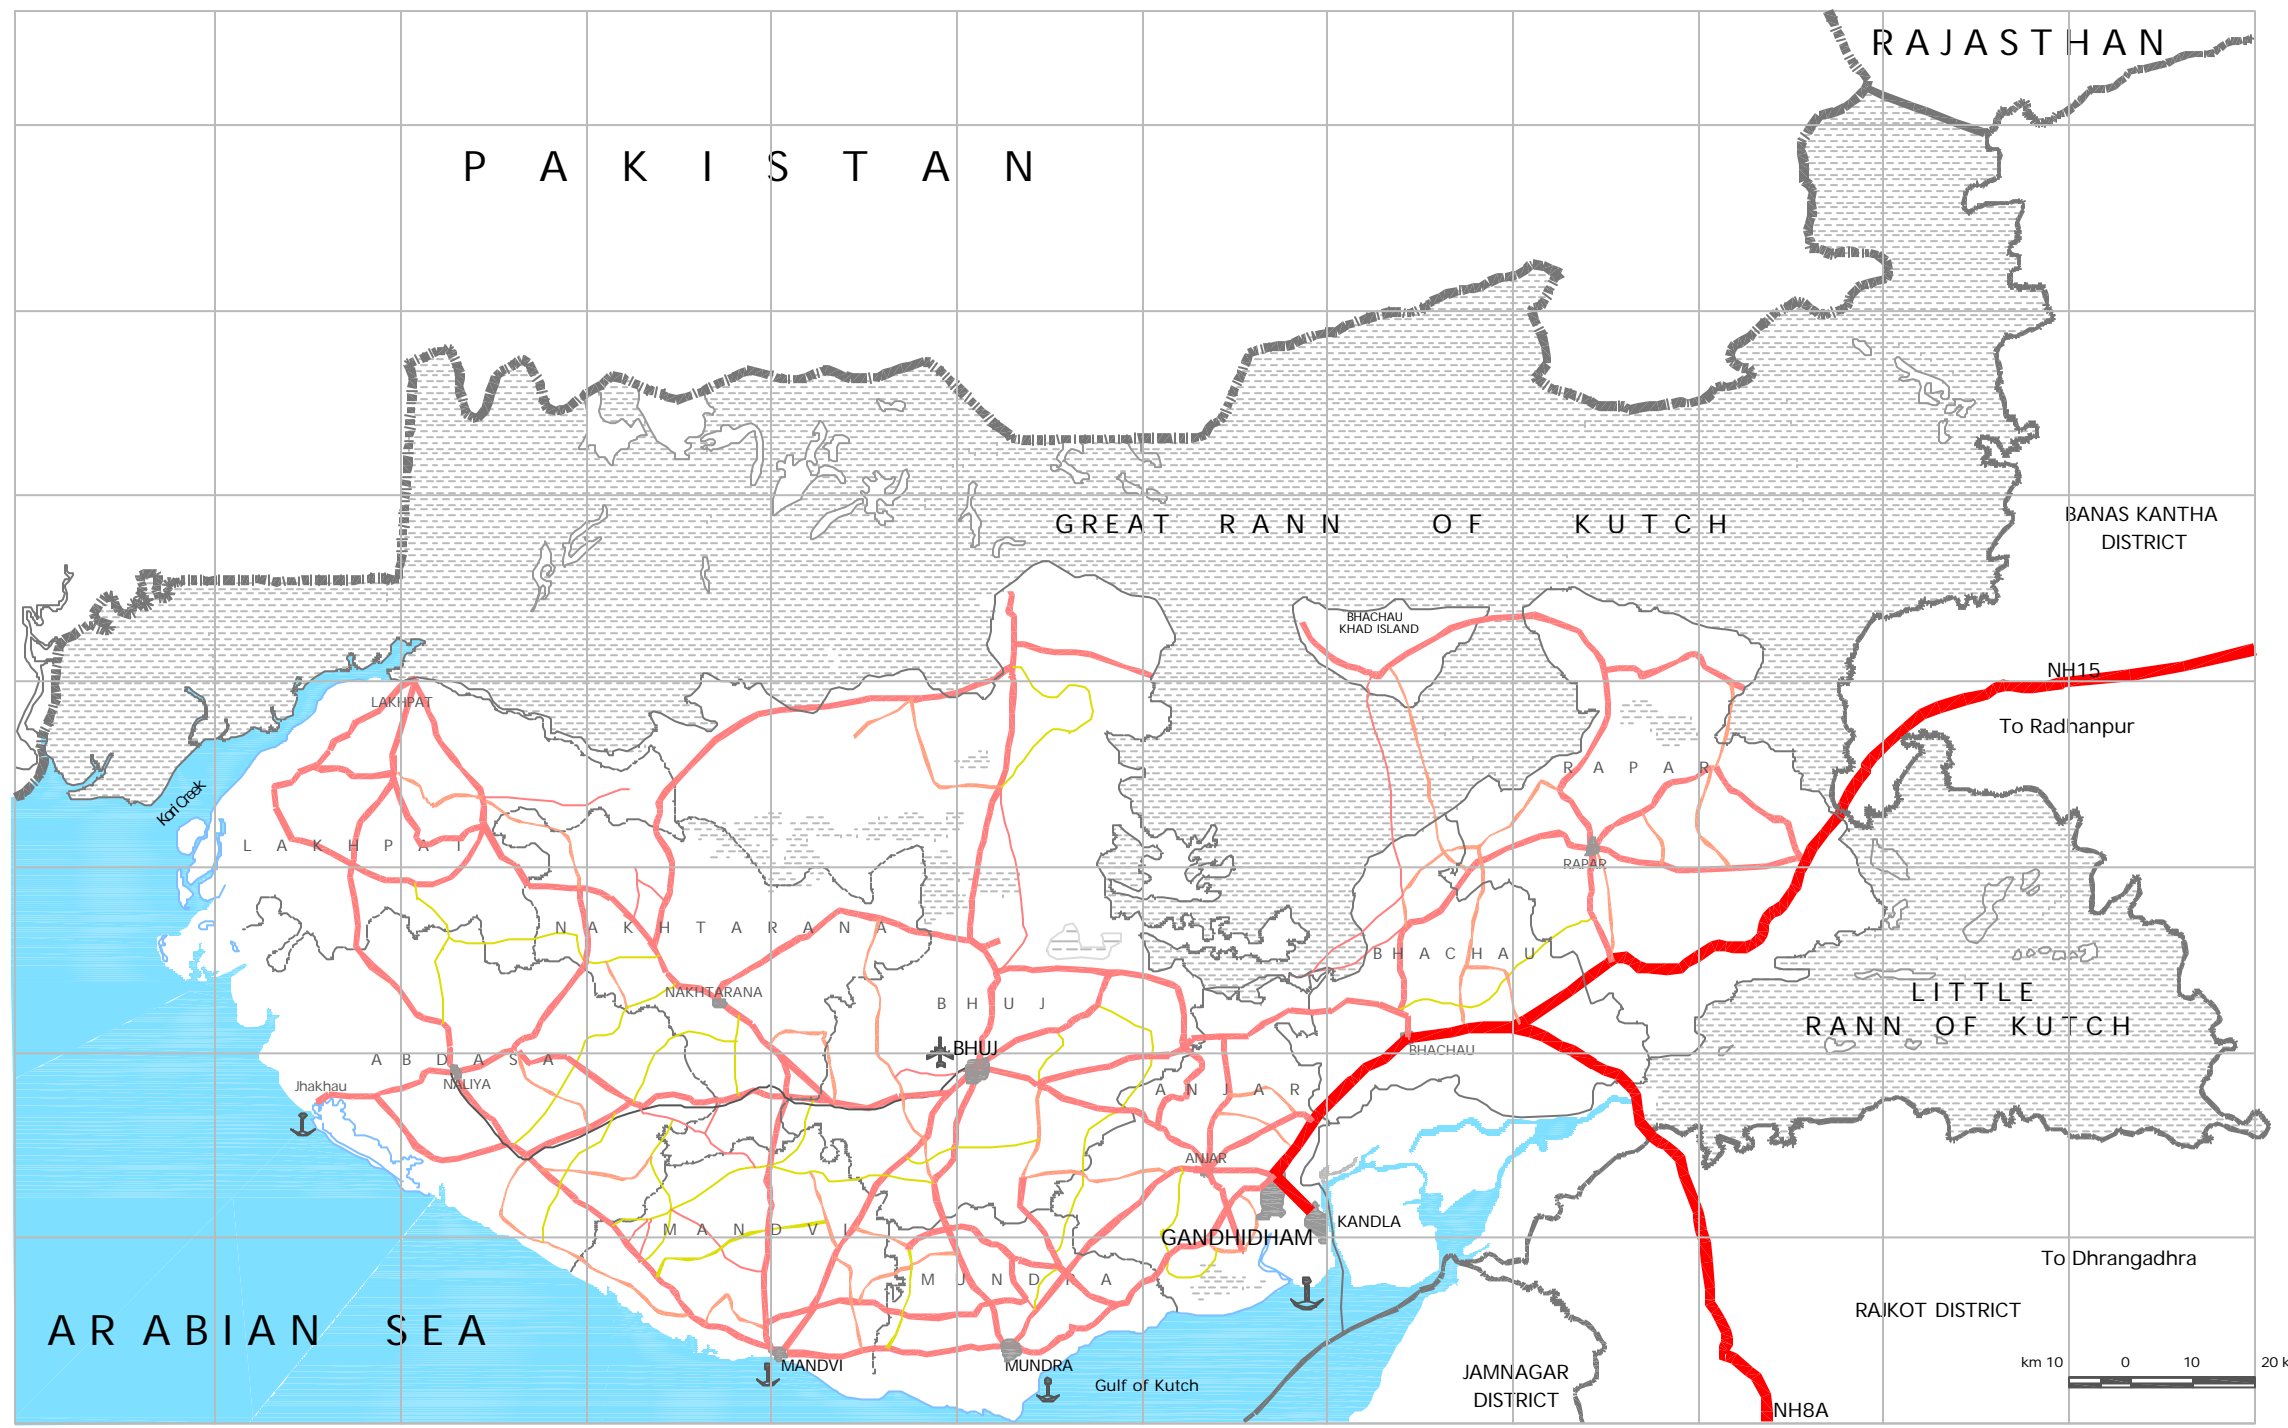 RAJASTHAN
PAKISTAN
GREAT RANN OF KUTCH
BANAS KANTHA
DISTRICT
BHACHAU
KHAD ISLAND
NH15
LAKHPAT
To Radhanpur
RAPAR
Kori Creek
LAKHPAT
RAPAR
NAKHTARANA
BHACHAU
NAKHTARANA
BHUJ
LITTLE
RANN OF KUTCH
BHUJ
BHACHAU
ABDASA
NALIYA
Jhakhau
ANJAR
ANJAR
KANDLA
GANDHIDHAM
MANDVI
To Dhrangadhra
MUNDRA
RAJKOT DISTRICT
ARABIAN SEA
MANDVI
MUNDRA
Gulf of Kutch
JAMNAGAR
DISTRICT
km 10 0 10 20 k
NH8A